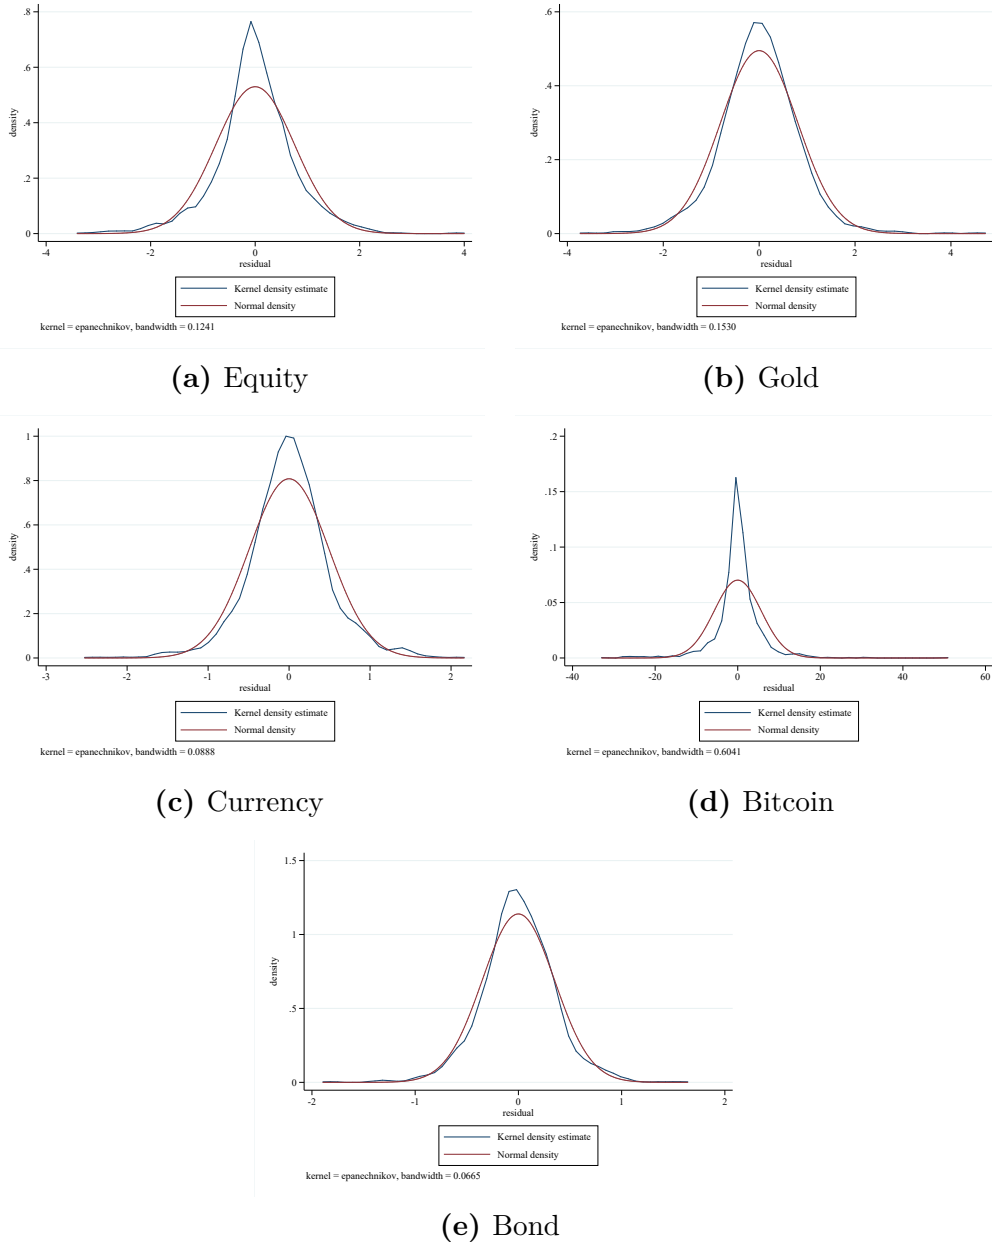 .8
.6
.4
.2
0
density
-4 -2 0 2 4
residual
Kernel density estimate
Normal density
kernel = epanechnikov, bandwidth = 0.1241
(a) Equity
.6
.4
.2
0
density
-4 -2 0 2 4
residual
Kernel density estimate
Normal density
kernel = epanechnikov, bandwidth = 0.1530
(b) Gold
1
.8
.6
.4
.2
0
density
-3 -2 -1 0 1 2
residual
Kernel density estimate
Normal density
kernel = epanechnikov, bandwidth = 0.0888
(c) Currency
.2
.15
.1
.05
0
density
-40 -20 0 20 40 60
residual
Kernel density estimate
Normal density
kernel = epanechnikov, bandwidth = 0.6041
(d) Bitcoin
1.5
1
.5
0
density
-2 -1 0 1 2
residual
Kernel density estimate
Normal density
kernel = epanechnikov, bandwidth = 0.0665
(e) Bond